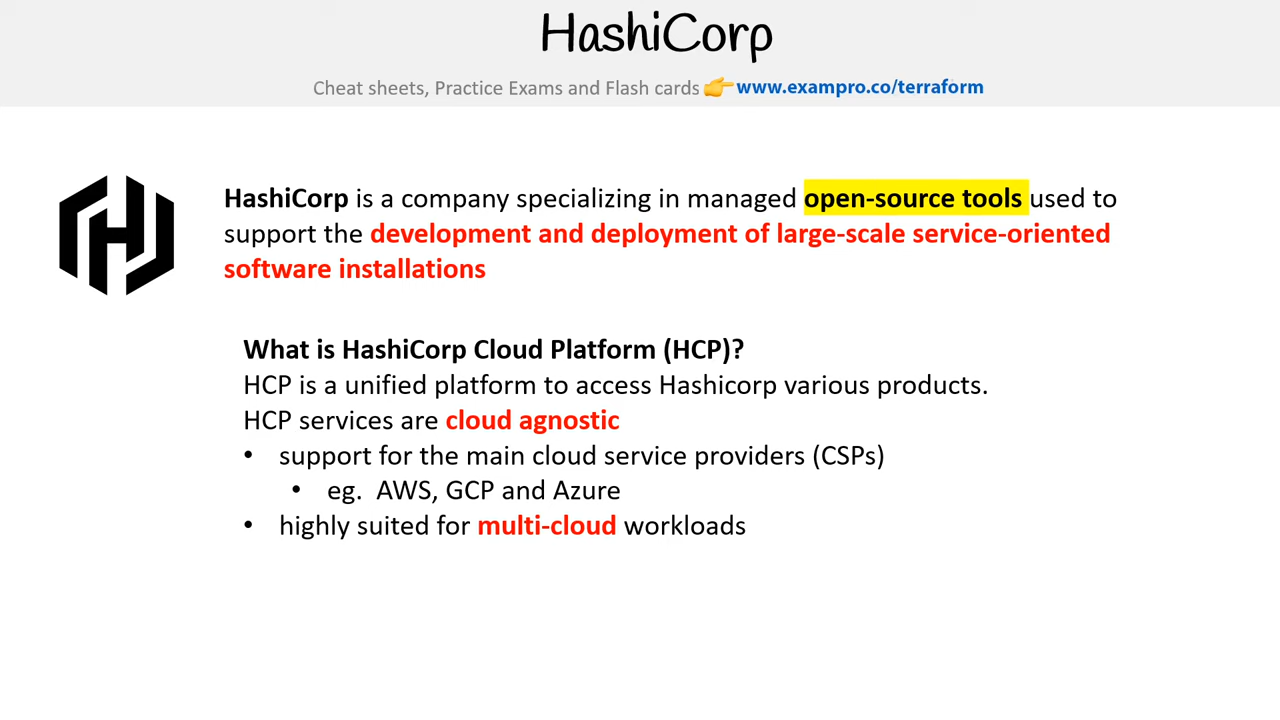 HashiCorp
Cheat sheets, Practice Exams and Flash cards 👉 www.exampro.co/terraform
HashiCorp is a company specializing in managed open-source tools used to
support the development and deployment of large-scale service-oriented
software installations
What is HashiCorp Cloud Platform (HCP)?
HCP is a unified platform to access Hashicorp various products.
HCP services are cloud agnostic
• support for the main cloud service providers (CSPs)
• eg. AWS, GCP and Azure
• highly suited for multi-cloud workloads